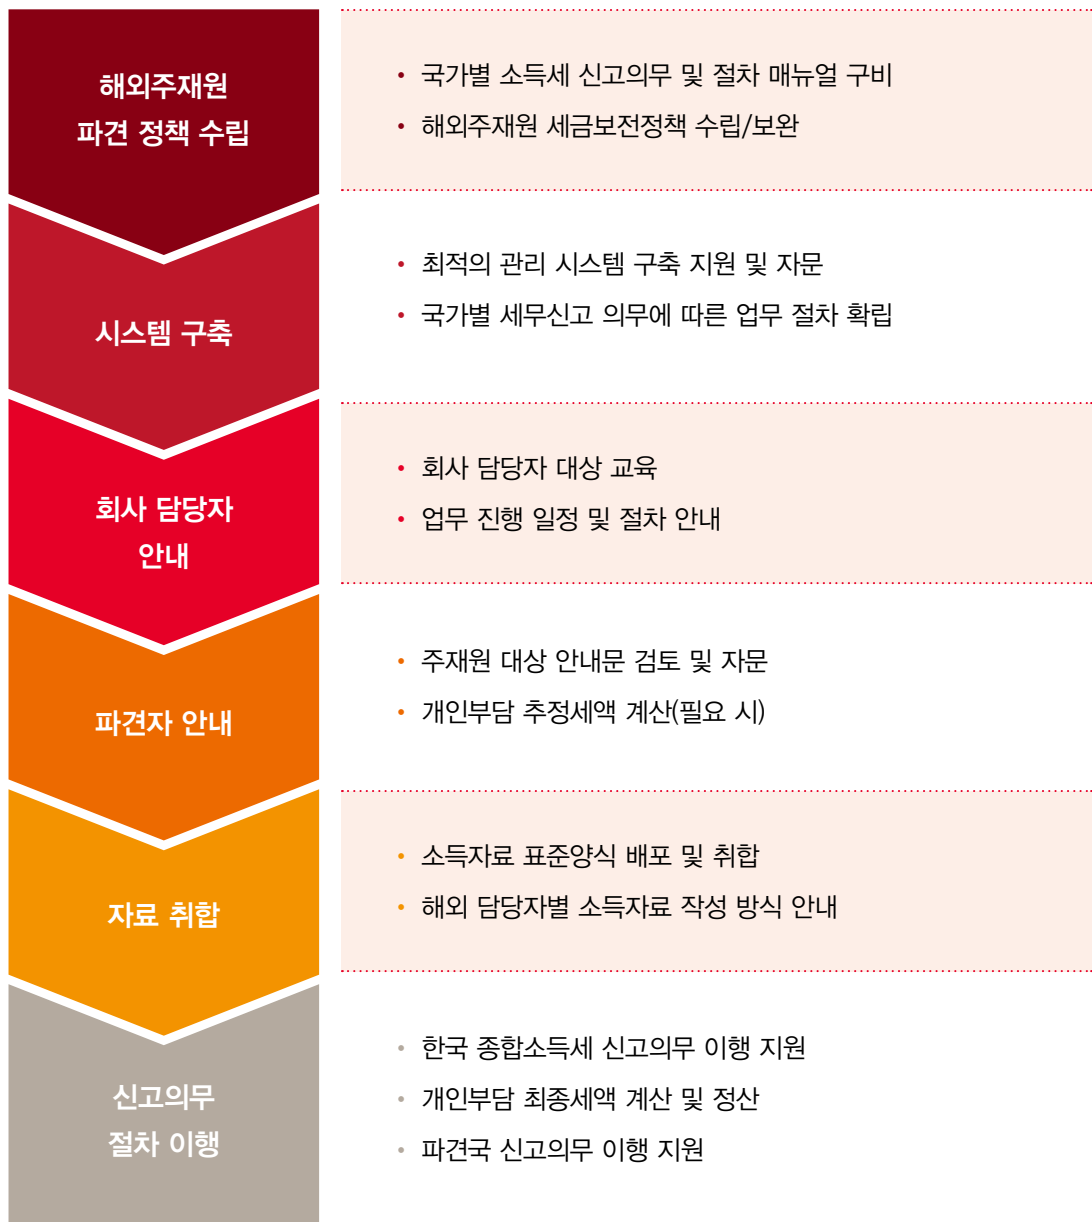 해외주재원
파견 정책 수립
• 국가별 소득세 신고의무 및 절차 매뉴얼 구비
• 해외주재원 세금보전정책 수립/보완
시스템 구축
• 최적의 관리 시스템 구축 지원 및 자문
• 국가별 세무신고 의무에 따른 업무 절차 확립
회사 담당자
안내
• 회사 담당자 대상 교육
• 업무 진행 일정 및 절차 안내
파견자 안내
• 주재원 대상 안내문 검토 및 자문
• 개인부담 추정세액 계산(필요 시)
자료 취합
• 소득자료 표준양식 배포 및 취합
• 해외 담당자별 소득자료 작성 방식 안내
신고의무
절차 이행
• 한국 종합소득세 신고의무 이행 지원
• 개인부담 최종세액 계산 및 정산
• 파견국 신고의무 이행 지원